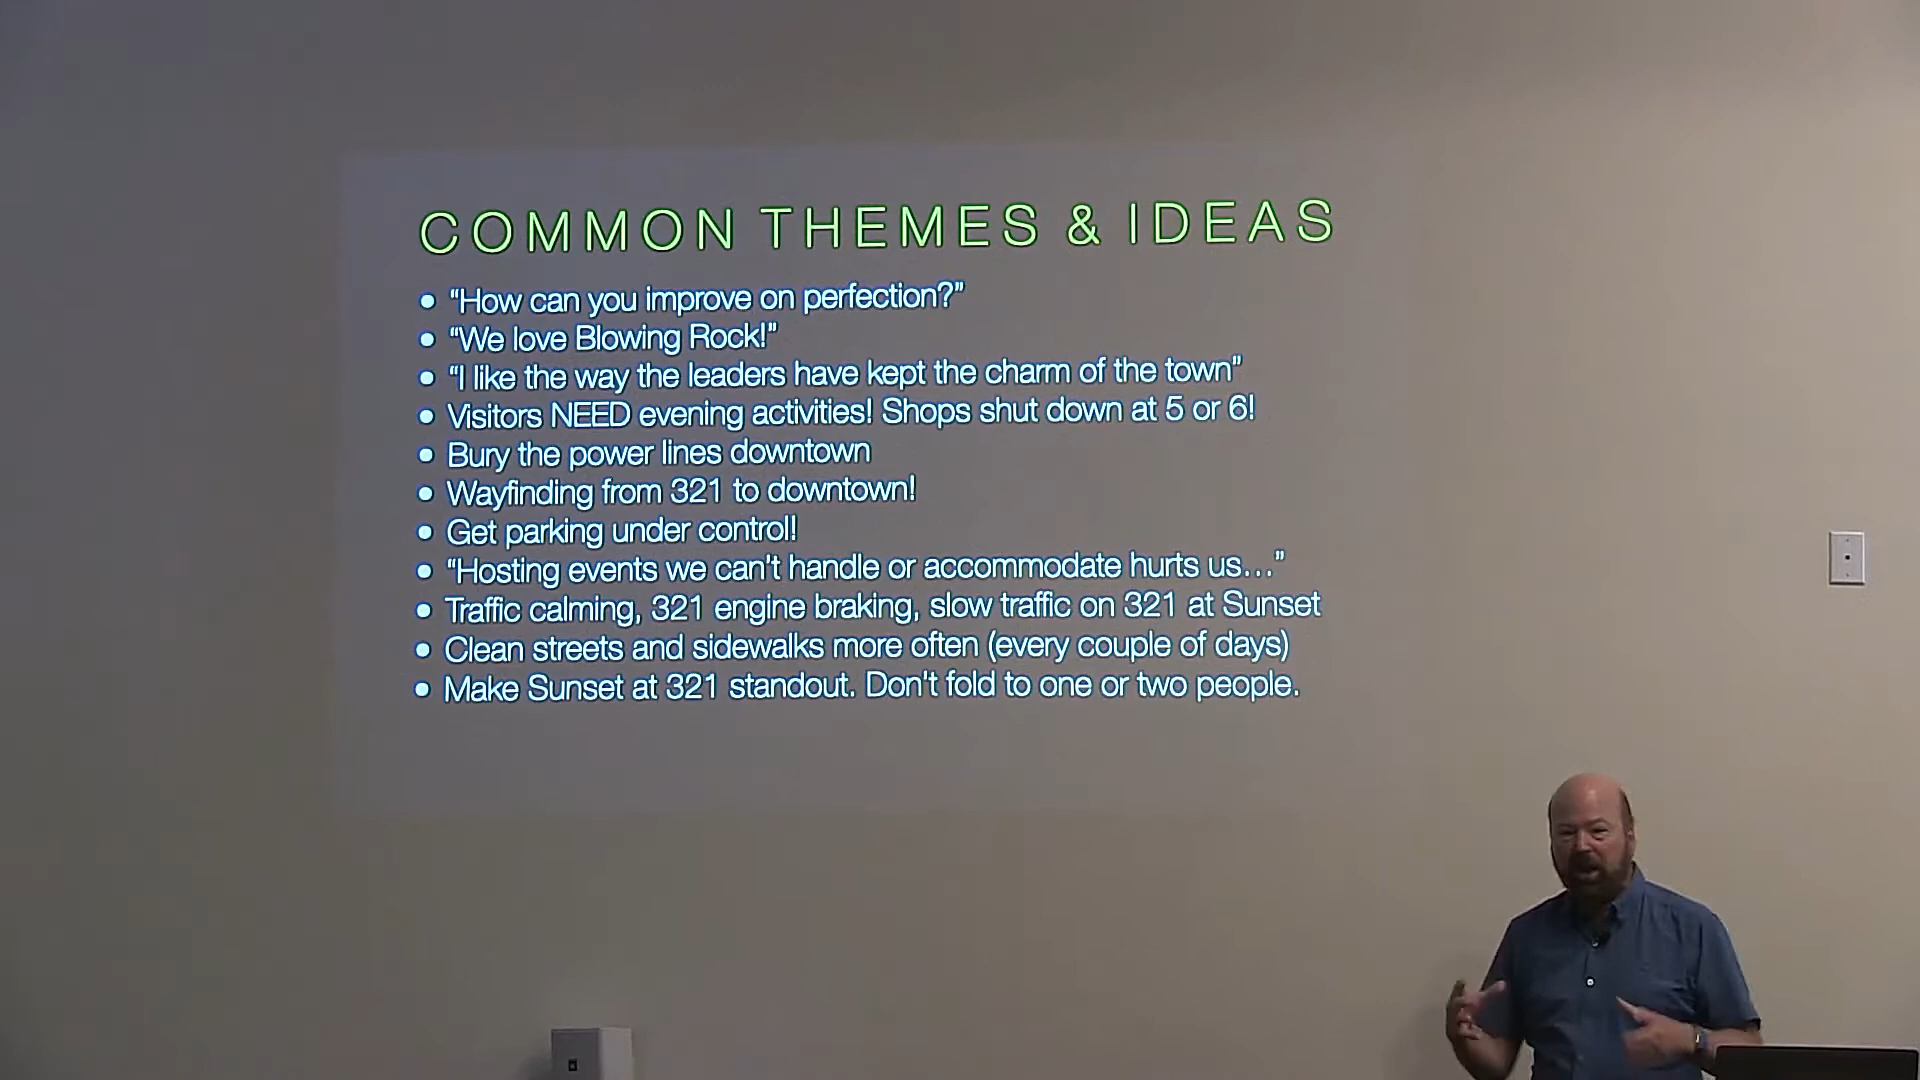 COMMON THEMES & IDEAS
• “How can you improve on perfection?”
• “We love Blowing Rock!”
• “I like the way the leaders have kept the charm of the town”
• Visitors NEED evening activities! Shops shut down at 5 or 6!
• Bury the power lines downtown
• Wayfinding from 321 to downtown!
• Get parking under control!
• “Hosting events we can't handle or accommodate hurts us…”
• Traffic calming, 321 engine braking, slow traffic on 321 at Sunset
• Clean streets and sidewalks more often (every couple of days)
• Make Sunset at 321 standout. Don't fold to one or two people.